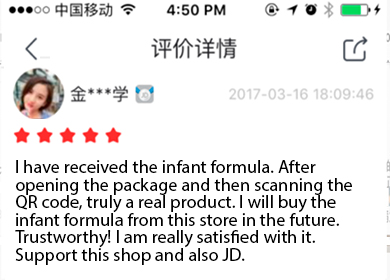 中国移动 4:50 PM
评价详情
金***学 2017-03-16 18:09:46
I have received the infant formula. After
opening the package and then scanning the
QR code, truly a real product. I will buy the
infant formula from this store in the future.
Trustworthy! I am really satisfied with it.
Support this shop and also JD.